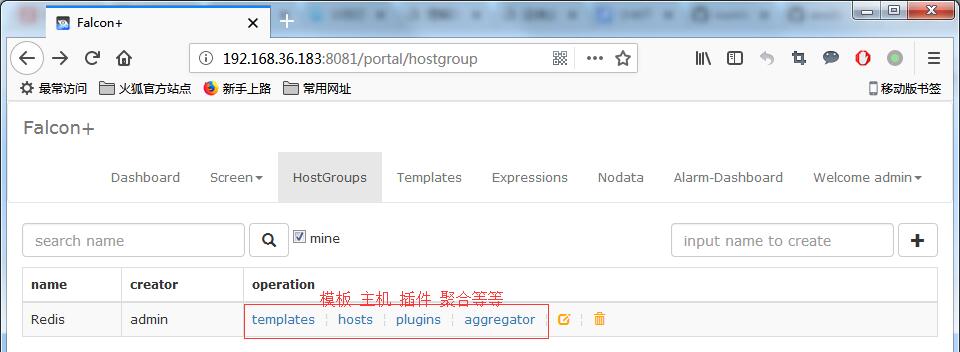 Falcon+
192.168.36.183:8081/portal/hostgroup
最常访问 火狐官方站点 新手上路 常用网址 移动版书签
Falcon+
Dashboard Screen HostGroups Templates Expressions Nodata Alarm-Dashboard Welcome admin
search name mine input name to create
name creator operation
模板 主机 插件 聚合等等
Redis admin templates hosts plugins aggregator